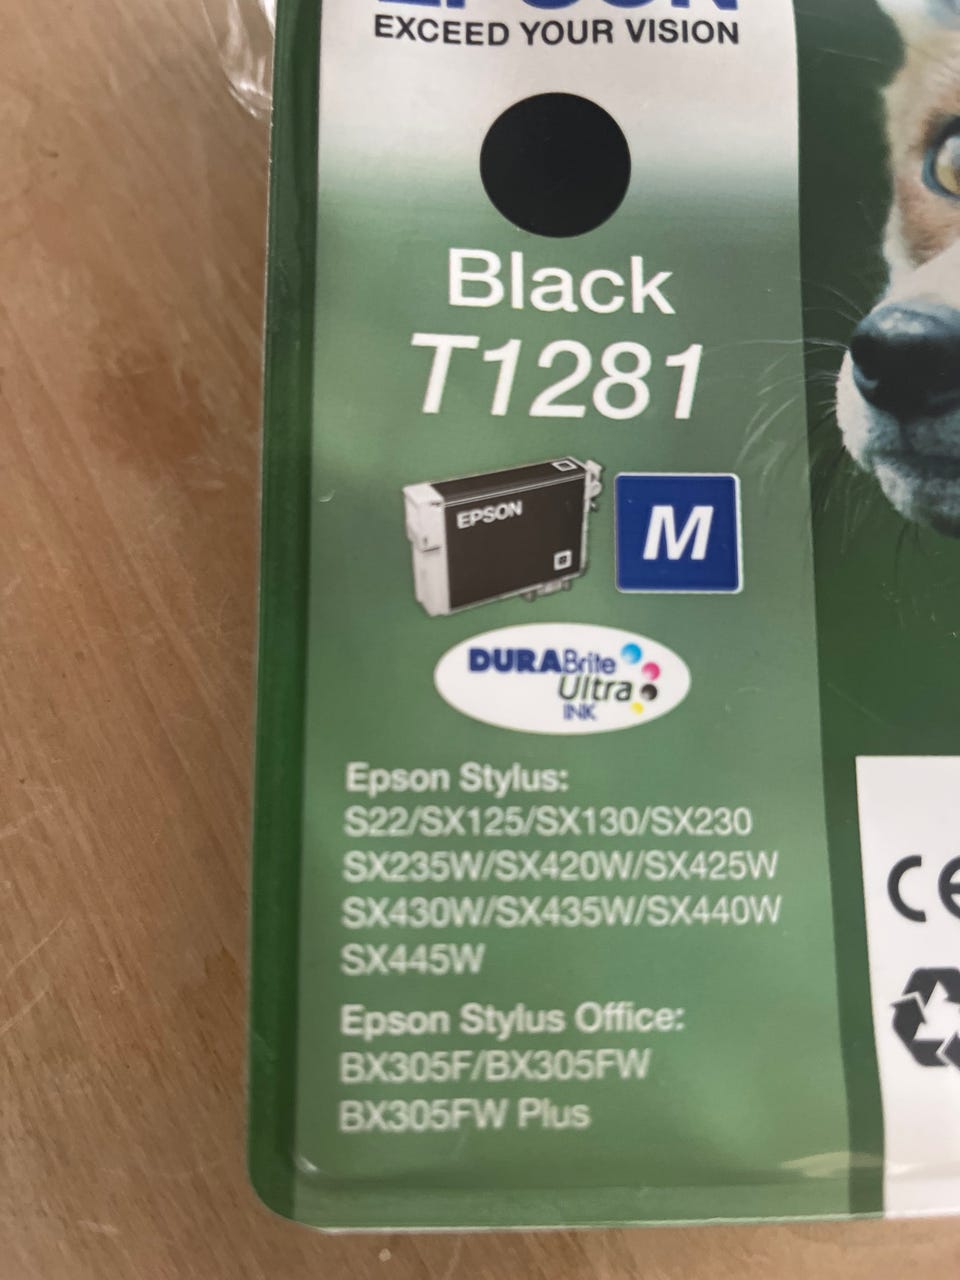 EPSON
EXCEED YOUR VISION
Black
T1281
EPSON
M
DURABrite
Ultra
INK
Epson Stylus:
S22/SX125/SX130/SX230
SX235W/SX420W/SX425W
SX430W/SX435W/SX440W
SX445W
Epson Stylus Office:
BX305F/BX305FW
BX305FW Plus
CE